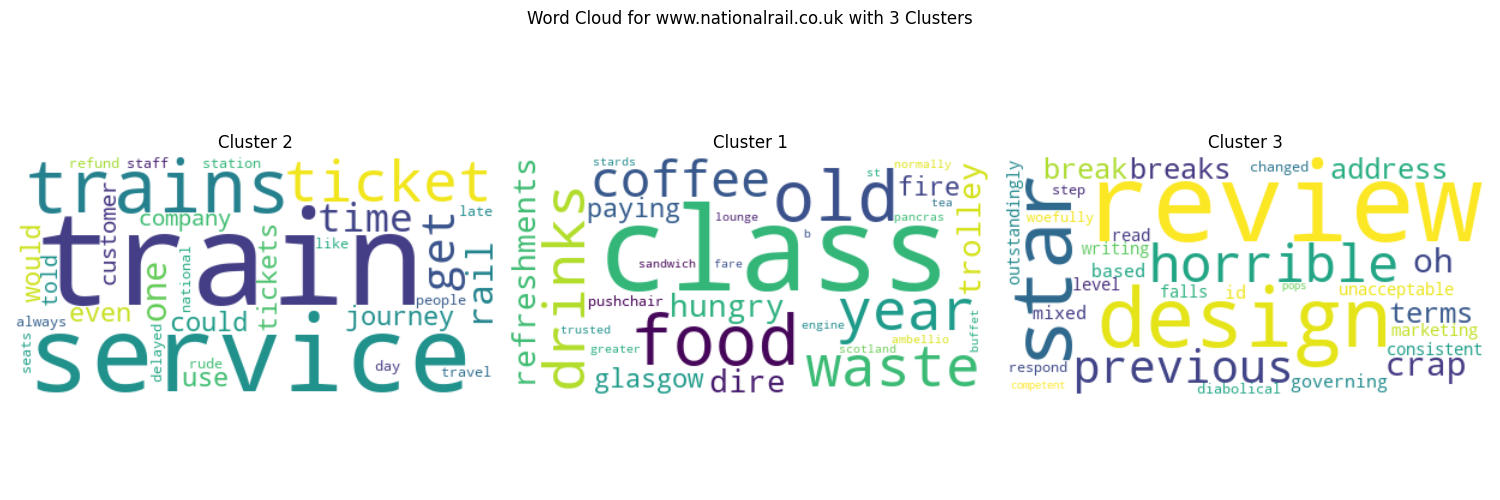 Word Cloud for www.nationalrail.co.uk with 3 Clusters
Cluster 2
refund staff station
trains ticket
customer
company time late
would told one tickets national like get rail
train
people
even could journey
always
service
seats delayed rude use day travel
Cluster 1
stards normally
refreshments drinks coffee old st fire trolley
paying lounge tea
pancras
class b
sandwich fare
pushchair hungry year
trusted engine buffet
food ambellio
greater scotland
glasgow dire waste
Cluster 3
outstandingly break breaks changed address
step
star review
woefully
read
writing horrible oh
based
level falls id pops unacceptable
mixed design terms
marketing
consistent
respond previous crap
governing
competent diabolical